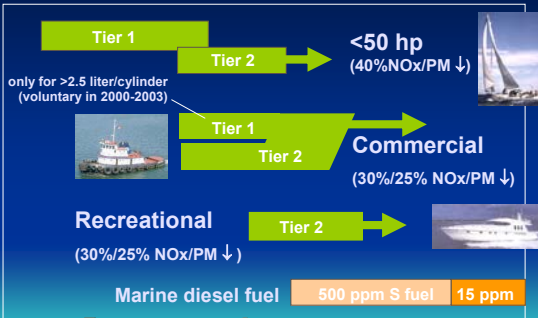 Tier 1
<50 hp
Tier 2
(40%NOx/PM ↓)
only for >2.5 liter/cylinder
(voluntary in 2000-2003)
Tier 1
Tier 2
Commercial
(30%/25% NOx/PM ↓)
Recreational
Tier 2
(30%/25% NOx/PM ↓)
Marine diesel fuel 500 ppm S fuel 15 ppm